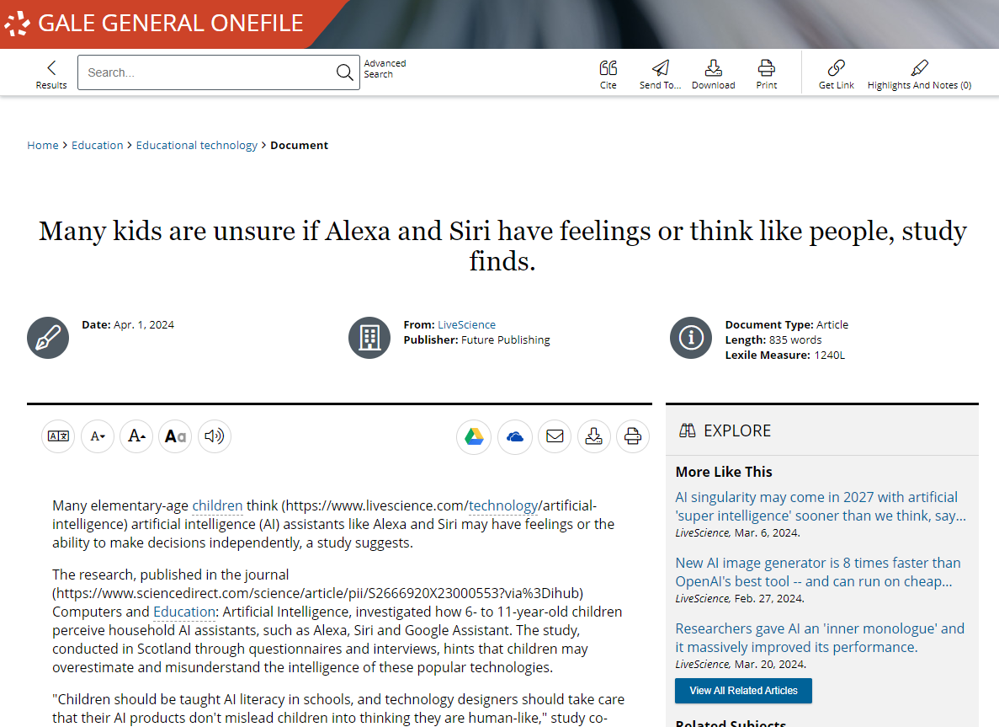 GALE GENERAL ONEFILE
Results
Search...
Advanced
Search
Cite
Send To...
Download
Print
Get Link
Highlights And Notes (0)
Home > Education > Educational technology > Document
Many kids are unsure if Alexa and Siri have feelings or think like people, study
finds.
Date: Apr. 1, 2024
From: LiveScience
Publisher: Future Publishing
Document Type: Article
Length: 835 words
Lexile Measure: 1240L
A
A
Aa
Many elementary-age children think (https://www.livescience.com/technology/artificial-
intelligence) artificial intelligence (AI) assistants like Alexa and Siri may have feelings or the
ability to make decisions independently, a study suggests.
The research, published in the journal
(https://www.sciencedirect.com/science/article/pii/S2666920X23000553?via%3Dihub)
Computers and Education: Artificial Intelligence, investigated how 6- to 11-year-old children
perceive household AI assistants, such as Alexa, Siri and Google Assistant. The study,
conducted in Scotland through questionnaires and interviews, hints that children may
overestimate and misunderstand the intelligence of these popular technologies.
"Children should be taught AI literacy in schools, and technology designers should take care
that their AI products don't mislead children into thinking they are human-like," study co-
EXPLORE
More Like This
AI singularity may come in 2027 with artificial
'super intelligence' sooner than we think, say...
LiveScience, Mar. 6, 2024.
New AI image generator is 8 times faster than
OpenAI's best tool -- and can run on cheap...
LiveScience, Feb. 27, 2024.
Researchers gave AI an 'inner monologue' and
it massively improved its performance.
LiveScience, Mar. 20, 2024.
View All Related Articles
Related Subjects